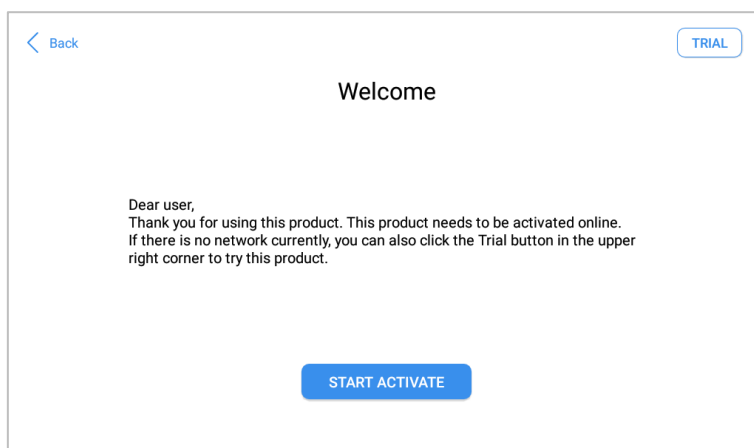 Back
TRIAL
Welcome
Dear user,
Thank you for using this product. This product needs to be activated online.
If there is no network currently, you can also click the Trial button in the upper
right corner to try this product.
START ACTIVATE